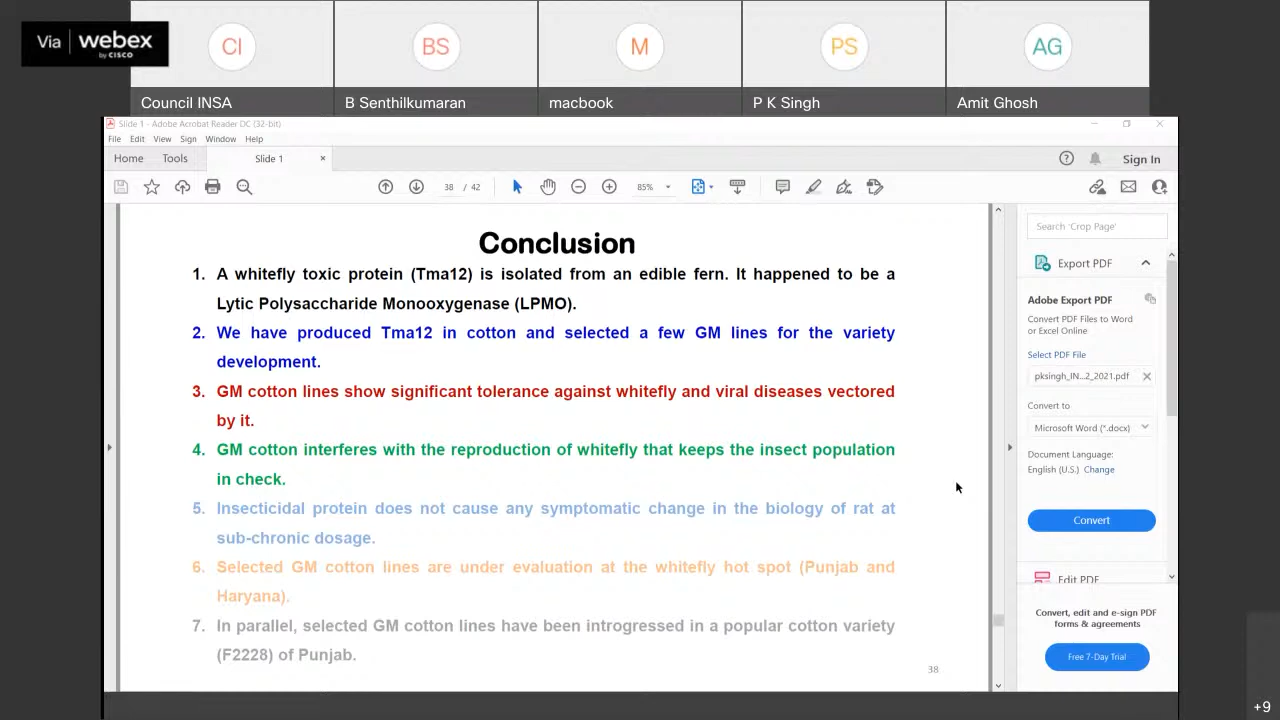 Via webex
by CISCO
CI
BS
M
PS
AG
Council INSA
B Senthilkumaran
macbook
P K Singh
Amit Ghosh
Slide 1 - Adobe Acrobat Reader DC (32-bit)
File Edit View Sign Window Help
Home Tools Slide 1 × Sign In
38 / 42 85%
Conclusion
1. A whitefly toxic protein (Tma12) is isolated from an edible fern. It happened to be a
Lytic Polysaccharide Monooxygenase (LPMO).
2. We have produced Tma12 in cotton and selected a few GM lines for the variety
development.
3. GM cotton lines show significant tolerance against whitefly and viral diseases vectored
by it.
4. GM cotton interferes with the reproduction of whitefly that keeps the insect population
in check.
5. Insecticidal protein does not cause any symptomatic change in the biology of rat at
sub-chronic dosage.
6. Selected GM cotton lines are under evaluation at the whitefly hot spot (Punjab and
Haryana).
7. In parallel, selected GM cotton lines have been introgressed in a popular cotton variety
(F2228) of Punjab.
38
Search 'Crop Page'
Export PDF
Adobe Export PDF
Convert PDF Files to Word
or Excel Online
Select PDF File
pksingh_IN...2_2021.pdf
Convert to
Microsoft Word (*.docx)
Document Language:
English (U.S.) Change
Convert
Edit PDF
Convert, edit and e-sign PDF
forms & agreements
Free 7-Day Trial
+9